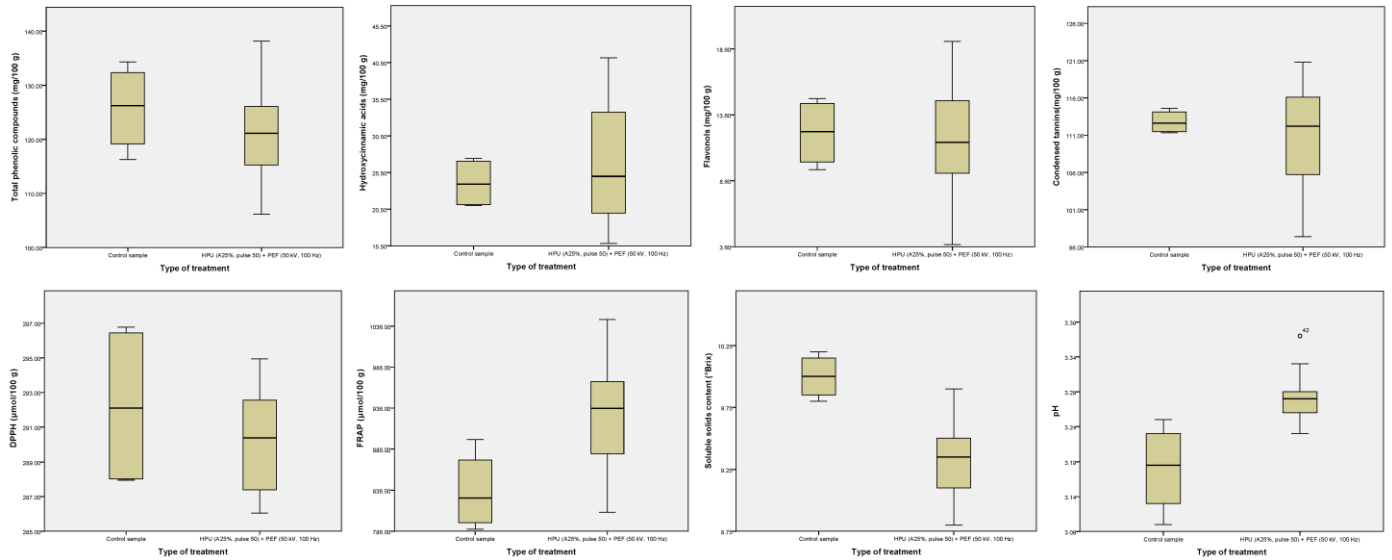 Total phenolic compounds (mg/100 g)
140.00
130.00
120.00
110.00
100.00
Control sample
HPU (A25%, pulse 50) + PEF (50 kV, 100 Hz)
Type of treatment
Hydroxycinnamic acids (mg/100 g)
45.50
40.50
35.50
30.50
25.50
20.50
15.50
Control sample
HPU (A25%, pulse 50) + PEF (50 kV, 100 Hz)
Type of treatment
Flavonols (mg/100 g)
18.60
13.60
8.60
3.60
Control sample
HPU (A25%, pulse 50) + PEF (50 kV, 100 Hz)
Type of treatment
Condensed tannins(mg/100 g)
126.00
121.00
116.00
111.00
106.00
101.00
96.00
Control sample
HPU (A25%, pulse 50) + PEF (50 kV, 100 Hz)
Type of treatment
DPPH (µmol/100 g)
297.00
295.00
293.00
291.00
289.00
287.00
285.00
Control sample
HPU (A25%, pulse 50) + PEF (50 kV, 100 Hz)
Type of treatment
FRAP (µmol/100 g)
1036.00
986.00
936.00
886.00
836.00
786.00
Control sample
HPU (A25%, pulse 50) + PEF (50 kV, 100 Hz)
Type of treatment
Soluble solids content (°Brix)
10.28
9.78
9.28
8.78
Control sample
HPU (A25%, pulse 50) + PEF (50 kV, 100 Hz)
Type of treatment
pH
3.39
3.34
3.29
3.24
3.19
3.14
3.09
42
Control sample
HPU (A25%, pulse 50) + PEF (50 kV, 100 Hz)
Type of treatment